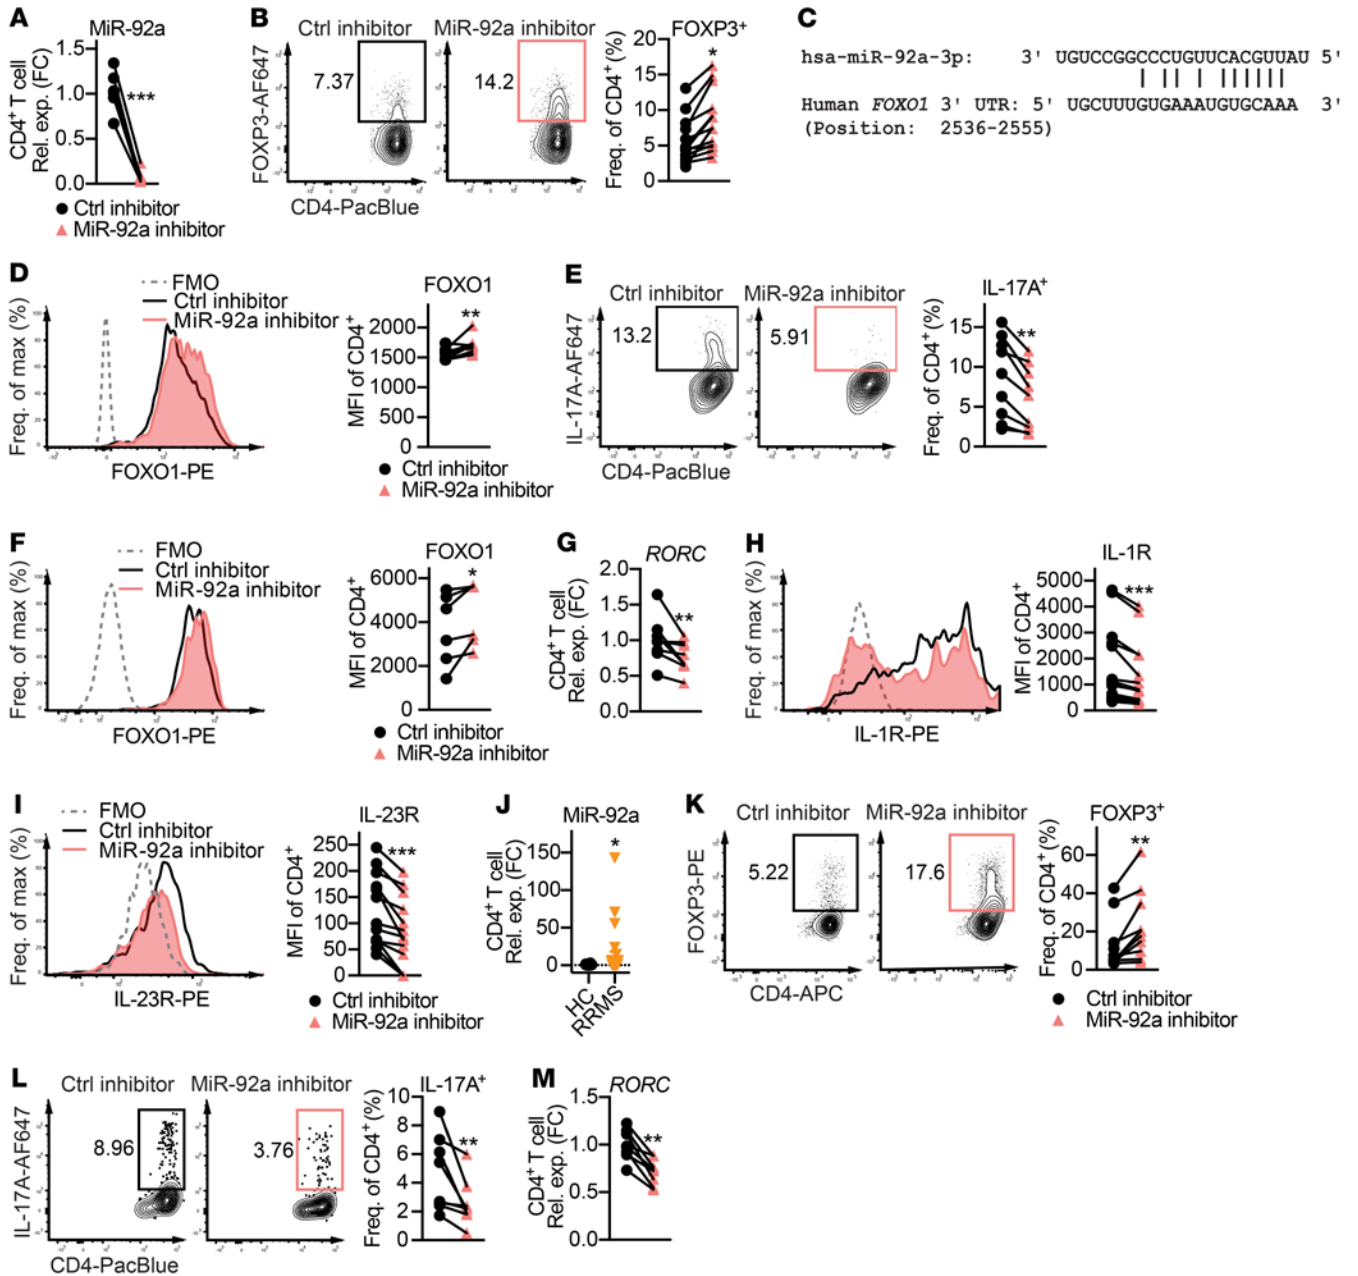 A
MiR-92a
CD4⁺ T cell
Rel. exp. (FC)
1.5
1.0
0.5
0.0
***
Ctrl inhibitor
MiR-92a inhibitor
B
Ctrl inhibitor
MiR-92a inhibitor
7.37
14.2
FOXP3-AF647
CD4-PacBlue
FOXP3⁺
Freq. of CD4⁺ (%)
20
15
10
5
0
*
C
hsa-miR-92a-3p: 3' UGUCCGGCCCUGUUCACGUUAU 5'
Human FOXO1 3' UTR: 5' UGCUUUGUGAAAUGUGCAAA 3'
(Position: 2536-2555)
D
FMO
Ctrl inhibitor
MiR-92a inhibitor
Freq. of max (%)
FOXO1-PE
FOXO1
MFI of CD4⁺
2000
1500
1000
500
0
**
Ctrl inhibitor
MiR-92a inhibitor
E
Ctrl inhibitor
MiR-92a inhibitor
13.2
5.91
IL-17A-AF647
CD4-PacBlue
IL-17A⁺
Freq. of CD4⁺ (%)
15
10
5
0
**
F
FMO
Ctrl inhibitor
MiR-92a inhibitor
Freq. of max (%)
FOXO1-PE
FOXO1
MFI of CD4⁺
6000
4000
2000
0
*
Ctrl inhibitor
MiR-92a inhibitor
G
RORC
CD4⁺ T cell
Rel. exp. (FC)
2.0
1.5
1.0
0.5
0.0
**
H
Freq. of max (%)
IL-1R-PE
IL-1R
MFI of CD4⁺
5000
4000
3000
2000
1000
0
***
I
FMO
Ctrl inhibitor
MiR-92a inhibitor
Freq. of max (%)
IL-23R-PE
IL-23R
MFI of CD4⁺
250
200
150
100
50
0
***
Ctrl inhibitor
MiR-92a inhibitor
J
MiR-92a
CD4⁺ T cell
Rel. exp. (FC)
150
100
50
0
*
HC
RRMS
K
Ctrl inhibitor
MiR-92a inhibitor
5.22
17.6
FOXP3-PE
CD4-APC
FOXP3⁺
Freq. of CD4⁺ (%)
60
40
20
0
**
Ctrl inhibitor
MiR-92a inhibitor
L
Ctrl inhibitor
MiR-92a inhibitor
8.96
3.76
IL-17A-AF647
CD4-PacBlue
IL-17A⁺
Freq. of CD4⁺ (%)
10
8
6
4
2
0
**
M
RORC
CD4⁺ T cell
Rel. exp. (FC)
1.5
1.0
0.5
0.0
**